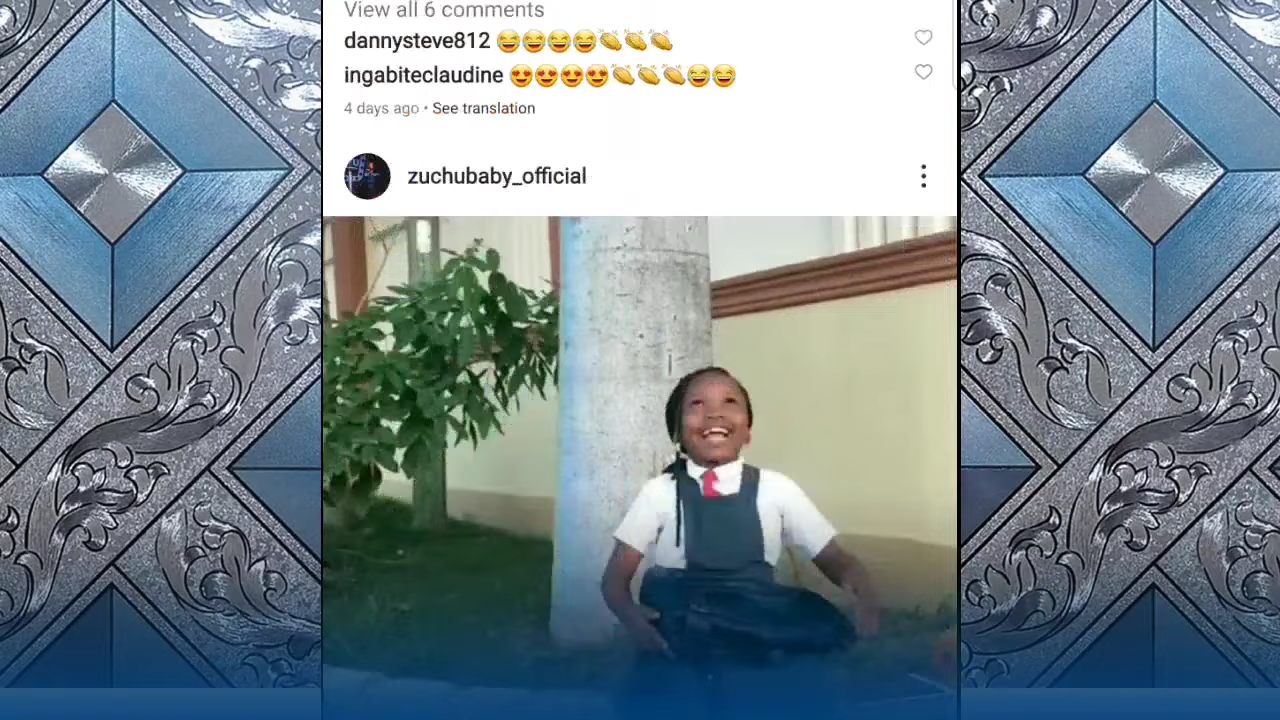 View all 6 comments
dannysteve812 😂😂😂😂👏👏👏
ingabiteclaudine 😍😍😍😍👏👏👏😂😂
4 days ago • See translation
zuchubaby_official